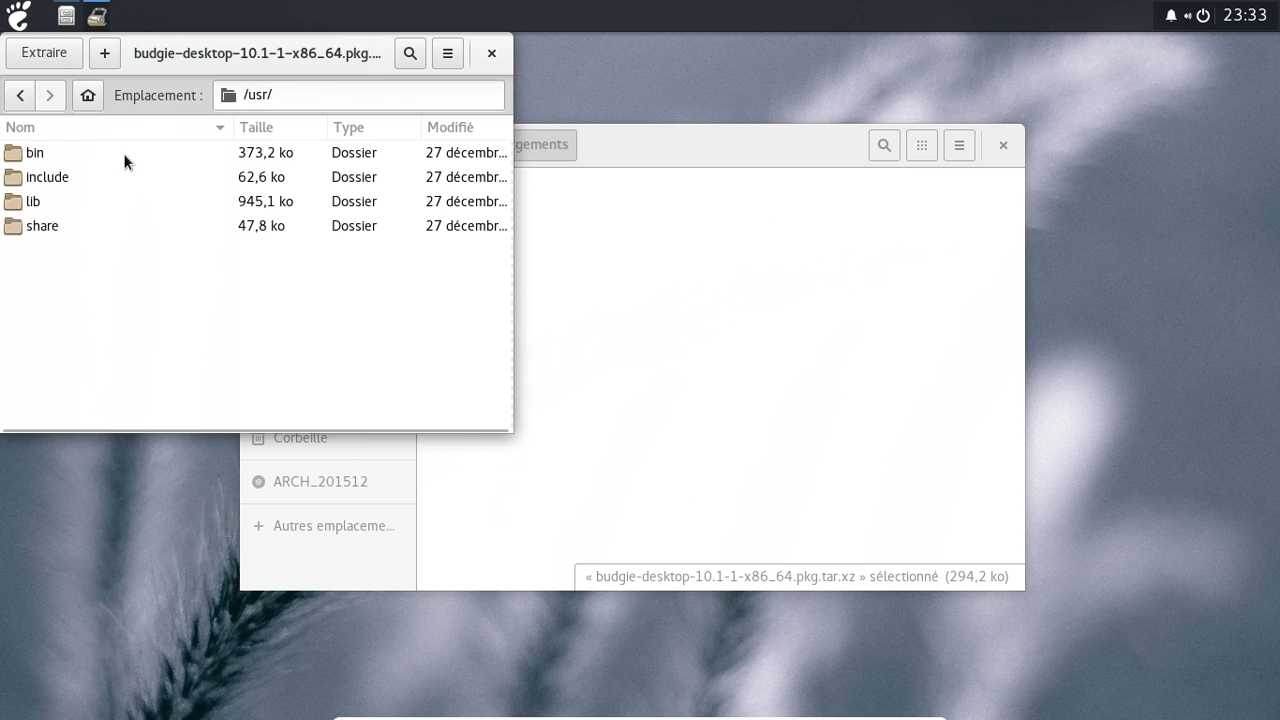 23:33
Extraire
budgie-desktop-10.1-1-x86_64.pkg....
Emplacement :
/usr/
Nom Taille Type Modifié
bin 373,2 ko Dossier 27 décembr...
include 62,6 ko Dossier 27 décembr...
lib 945,1 ko Dossier 27 décembr...
share 47,8 ko Dossier 27 décembr...
gements
Corbeille
ARCH_201512
Autres emplaceme...
« budgie-desktop-10.1-1-x86_64.pkg.tar.xz » sélectionné (294,2 ko)